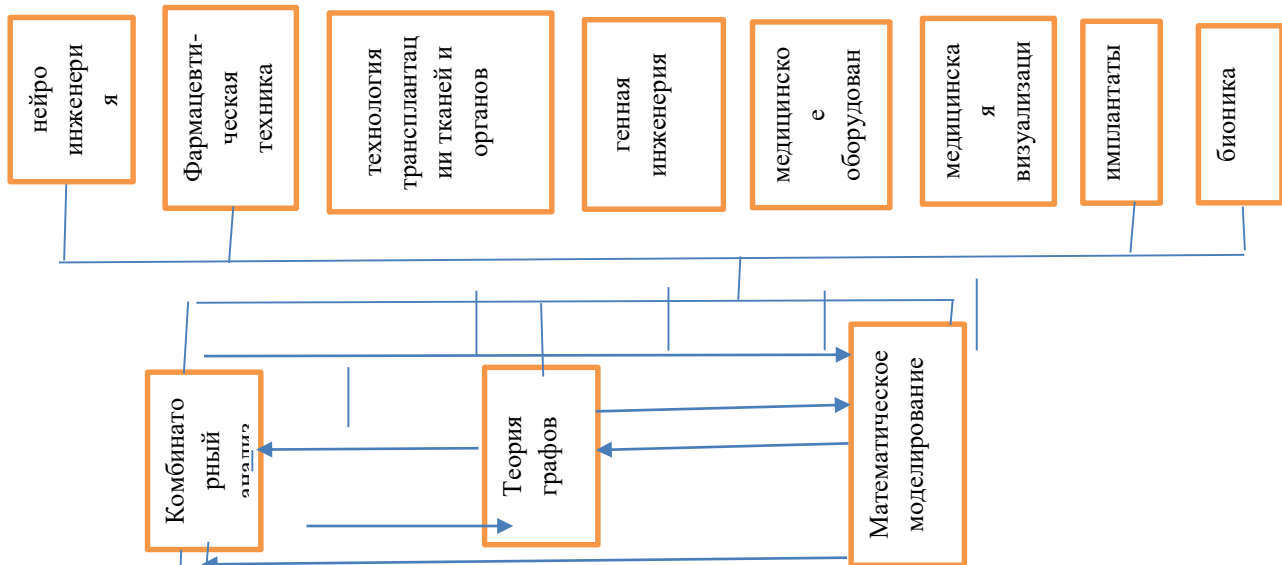 нейро
инженери
я
Фармацевти-
ческая
техника
технология
трансплантац
ии тканей и
органов
генная
инженерия
медицинско
е
оборудован
медицинска
я
визуализаци
имплантаты
бионика
Комбинато
рный
анализ
Теория
графов
Математическое
моделирование